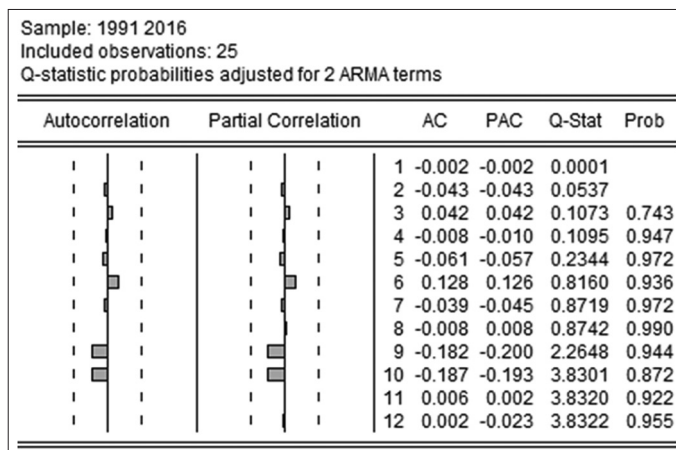 Sample: 1991 2016
Included observations: 25
Q-statistic probabilities adjusted for 2 ARMA terms
Autocorrelation Partial Correlation AC PAC Q-Stat Prob
1 -0.002 -0.002 0.0001
2 -0.043 -0.043 0.0537
3 0.042 0.042 0.1073 0.743
4 -0.008 -0.010 0.1095 0.947
5 -0.061 -0.057 0.2344 0.972
6 0.128 0.126 0.8160 0.936
7 -0.039 -0.045 0.8719 0.972
8 -0.008 0.008 0.8742 0.990
9 -0.182 -0.200 2.2648 0.944
10 -0.187 -0.193 3.8301 0.872
11 0.006 0.002 3.8320 0.922
12 0.002 -0.023 3.8322 0.955